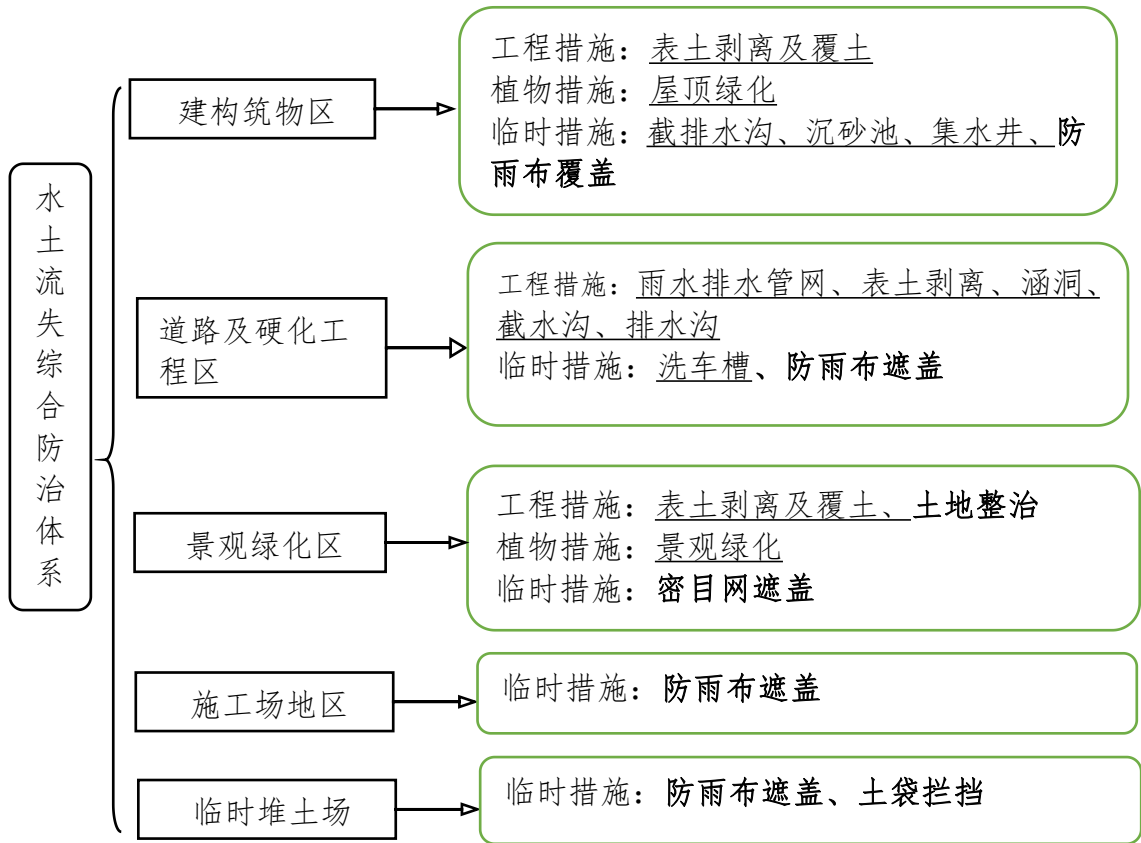 水土流失综合防治体系
建构筑物区
工程措施：表土剥离及覆土
植物措施：屋顶绿化
临时措施：截排水沟、沉砂池、集水井、防
雨布覆盖
道路及硬化工
程区
工程措施：雨水排水管网、表土剥离、涵洞、
截水沟、排水沟
临时措施：洗车槽、防雨布遮盖
景观绿化区
工程措施：表土剥离及覆土、土地整治
植物措施：景观绿化
临时措施：密目网遮盖
施工场地区
临时措施：防雨布遮盖
临时堆土场
临时措施：防雨布遮盖、土袋拦挡